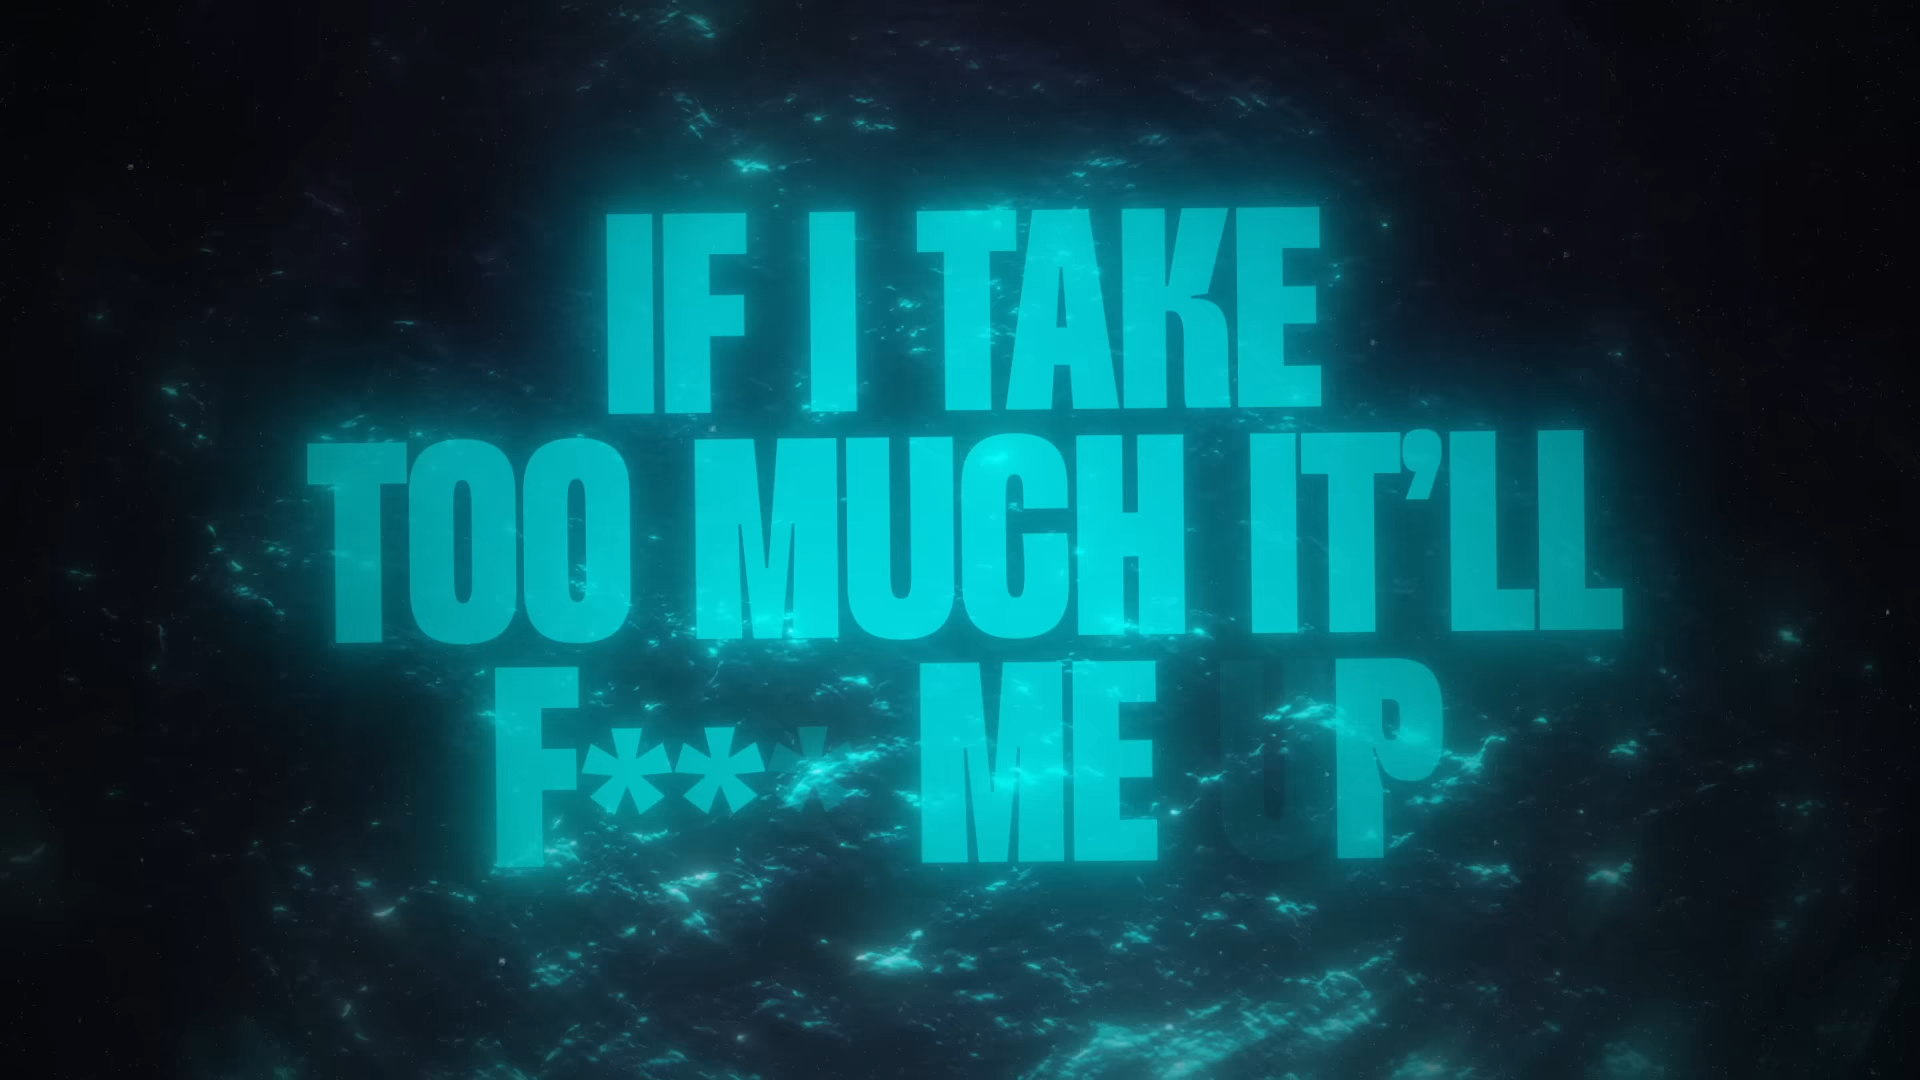 IF I TAKE
TOO MUCH IT’LL
F*** ME UP